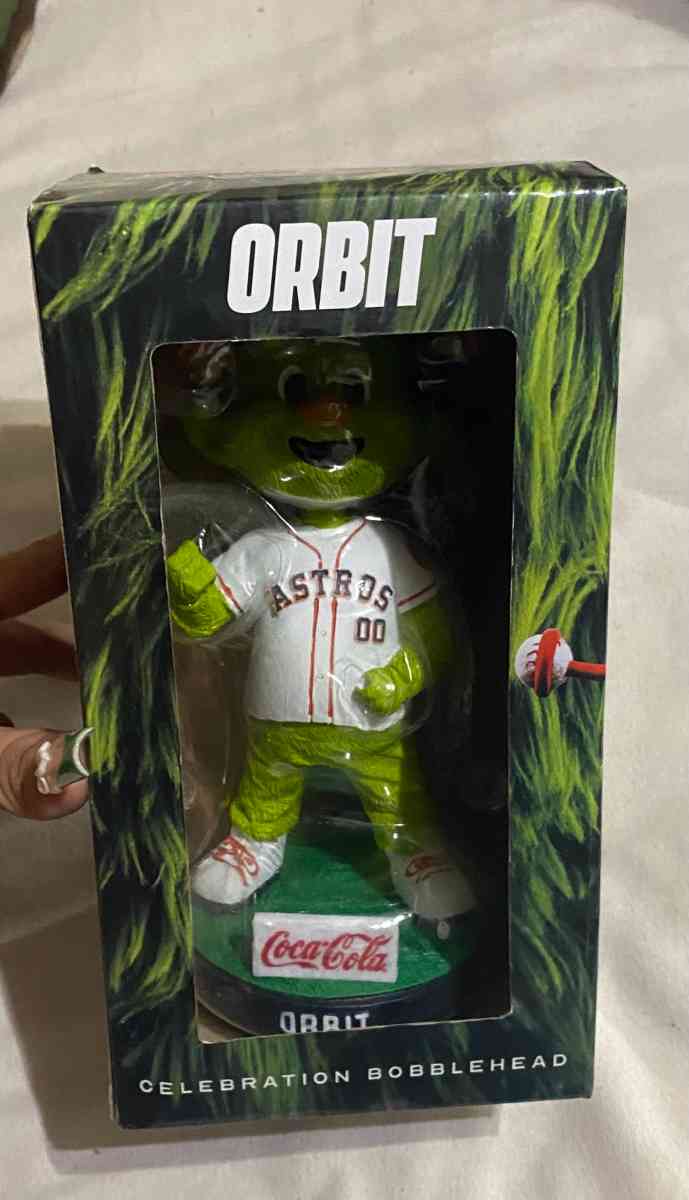 ORBIT
ASTROS
00
Coca-Cola
ORBIT
CELEBRATION BOBBLEHEAD